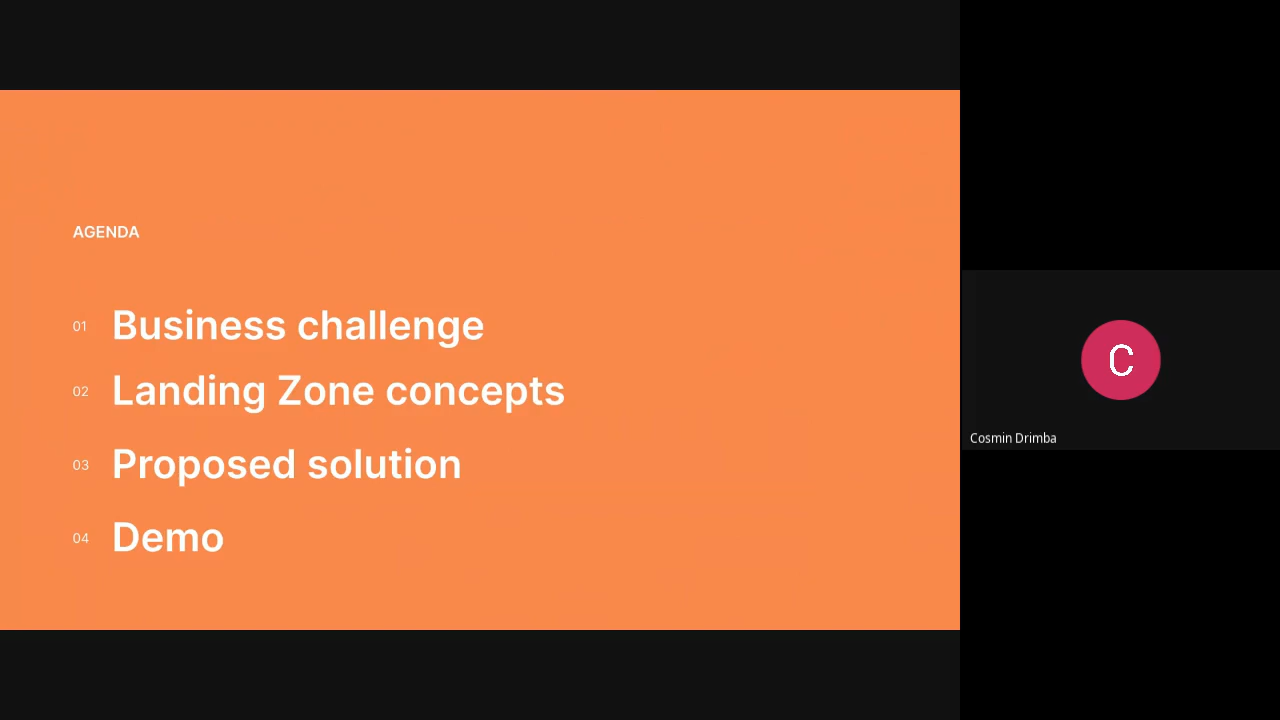 AGENDA
01 Business challenge
02 Landing Zone concepts
03 Proposed solution
04 Demo
C
Cosmin Drimba